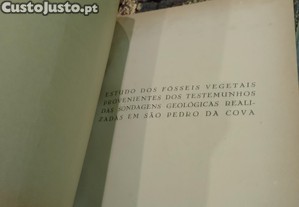 CustoJusto.pt
ESTUDO DOS FÓSSEIS VEGETAIS
PROVENIENTES DOS TESTEMUNHOS
DAS SONDAGENS GEOLÓGICAS REALI-
ZADAS EM SÃO PEDRO DA COVA